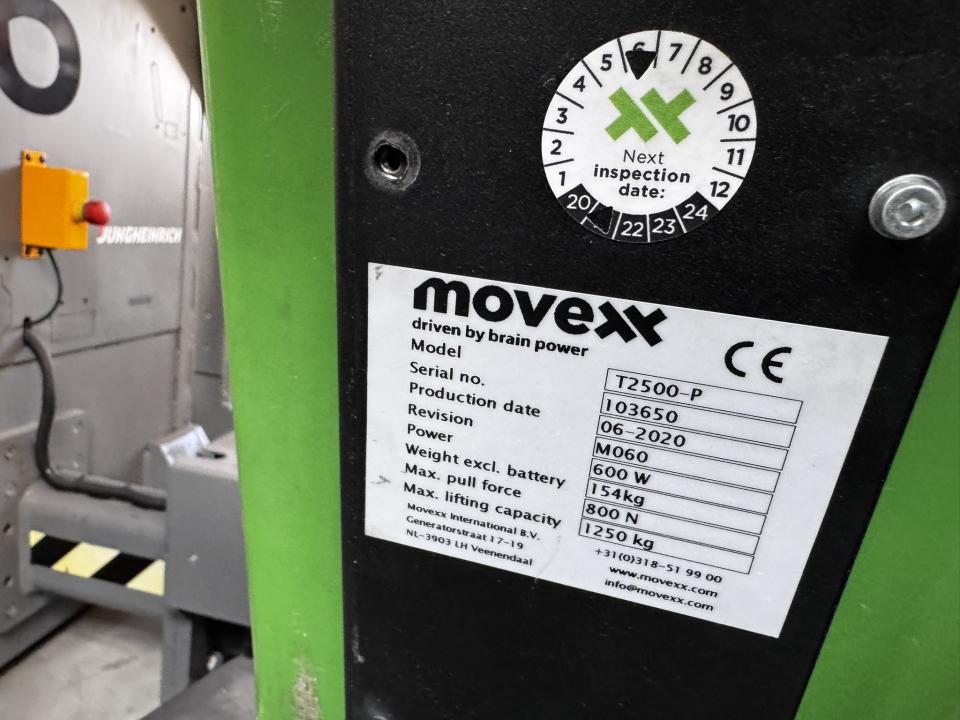 JUNGHEINRICH
1 2 3 4 5 6 7 8 9 10 11 12
Next
inspection
date:
20 22 23 24
movexx
driven by brain power
CE
Model T2500-P
Serial no. 103650
Production date 06-2020
Revision M060
Power 600 W
Weight excl. battery 154kg
Max. pull force 800 N
Max. lifting capacity 1250 kg
Movexx International B.V.
Generatorstraat 17-19
NL-3903 LH Veenendaal
+31(0)318-51 99 00
www.movexx.com
info@movexx.com